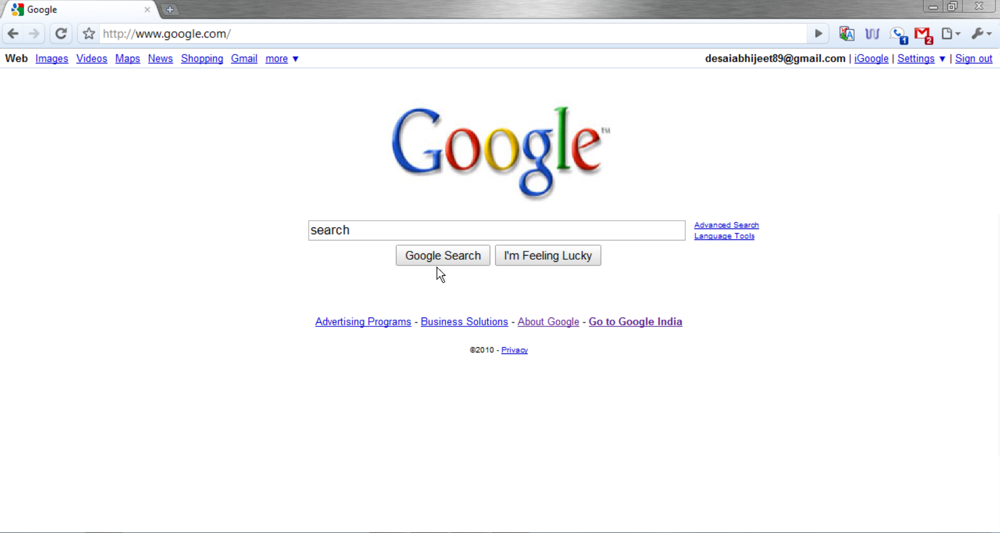 Google
http://www.google.com/
1
2
Web Images Videos Maps News Shopping Gmail more ▼
desaiabhijeet89@gmail.com | iGoogle | Settings ▼ | Sign out
Google™
search
Advanced Search
Language Tools
Google Search
I'm Feeling Lucky
Advertising Programs - Business Solutions - About Google - Go to Google India
©2010 - Privacy